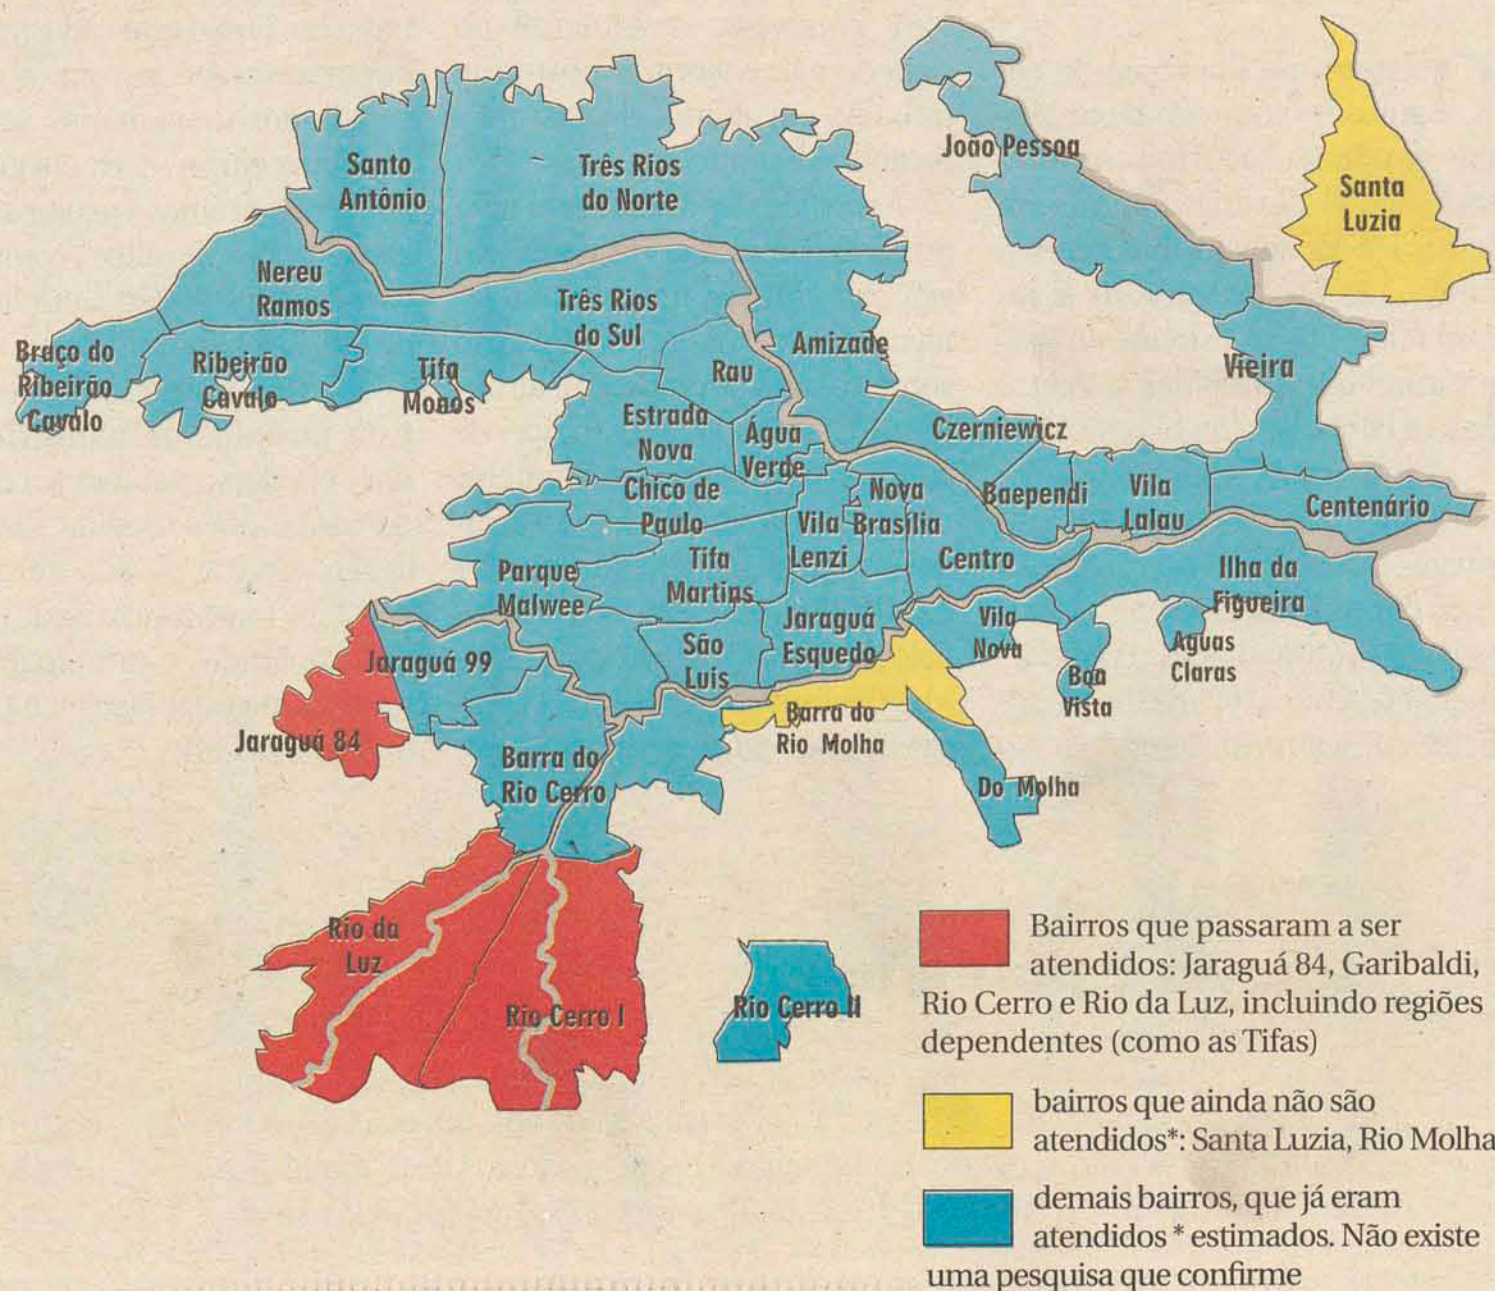 João Pessoa
Santo
Antônio
Três Rios
do Norte
Santa
Luzia
Nereu
Ramos
Três Rios
do Sul
Braço do
Ribeirão
Cavalo
Ribeirão
Cavalo
Tifa
Monos
Rau
Amizade
Vieira
Estrada
Nova
Água
Verde
Czerniewicz
Chico de
Paulo
Nova
Brasília
Baependi
Vila
Lalau
Centenário
Vila
Lenzi
Parque
Malwee
Tifa
Martins
Centro
Ilha da
Figueira
Jaraguá 99
São
Luis
Jaraguá
Esquedo
Vila
Nova
Boa
Vista
Aguas
Claras
Jaraguá 84
Barra do
Rio Cerro
Barra do
Rio Molha
Do Molha
Rio da
Luz
Rio Cerro I
Rio Cerro II
Bairros que passaram a ser
atendidos: Jaraguá 84, Garibaldi,
Rio Cerro e Rio da Luz, incluindo regiões
dependentes (como as Tifas)
bairros que ainda não são
atendidos*: Santa Luzia, Rio Molha
demais bairros, que já eram
atendidos * estimados. Não existe
uma pesquisa que confirme